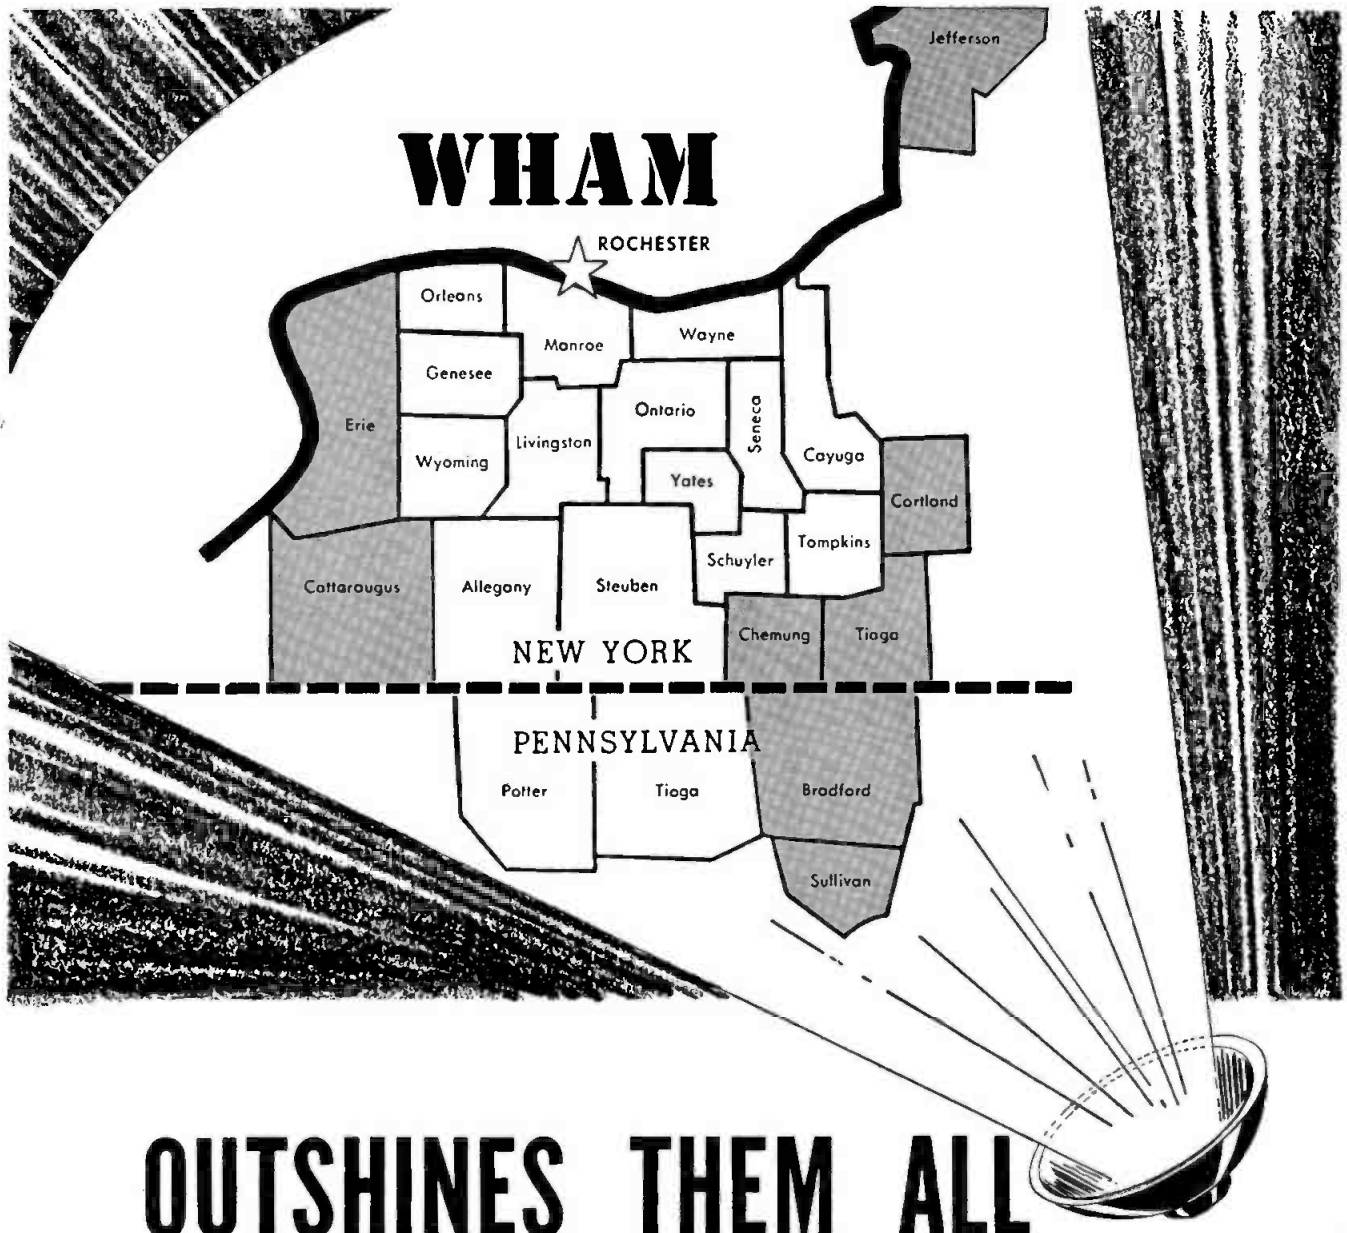 Jefferson
WHAM
ROCHESTER
Orleans
Monroe
Wayne
Genesee
Erie
Wyoming
Livingston
Ontario
Seneca
Yates
Cayuga
Cortland
Cattaraugus
Allegany
Steuben
Schuyler
Tompkins
Chemung
Tioga
NEW YORK
PENNSYLVANIA
Potter
Tioga
Bradford
Sullivan
OUTSHINES THEM ALL